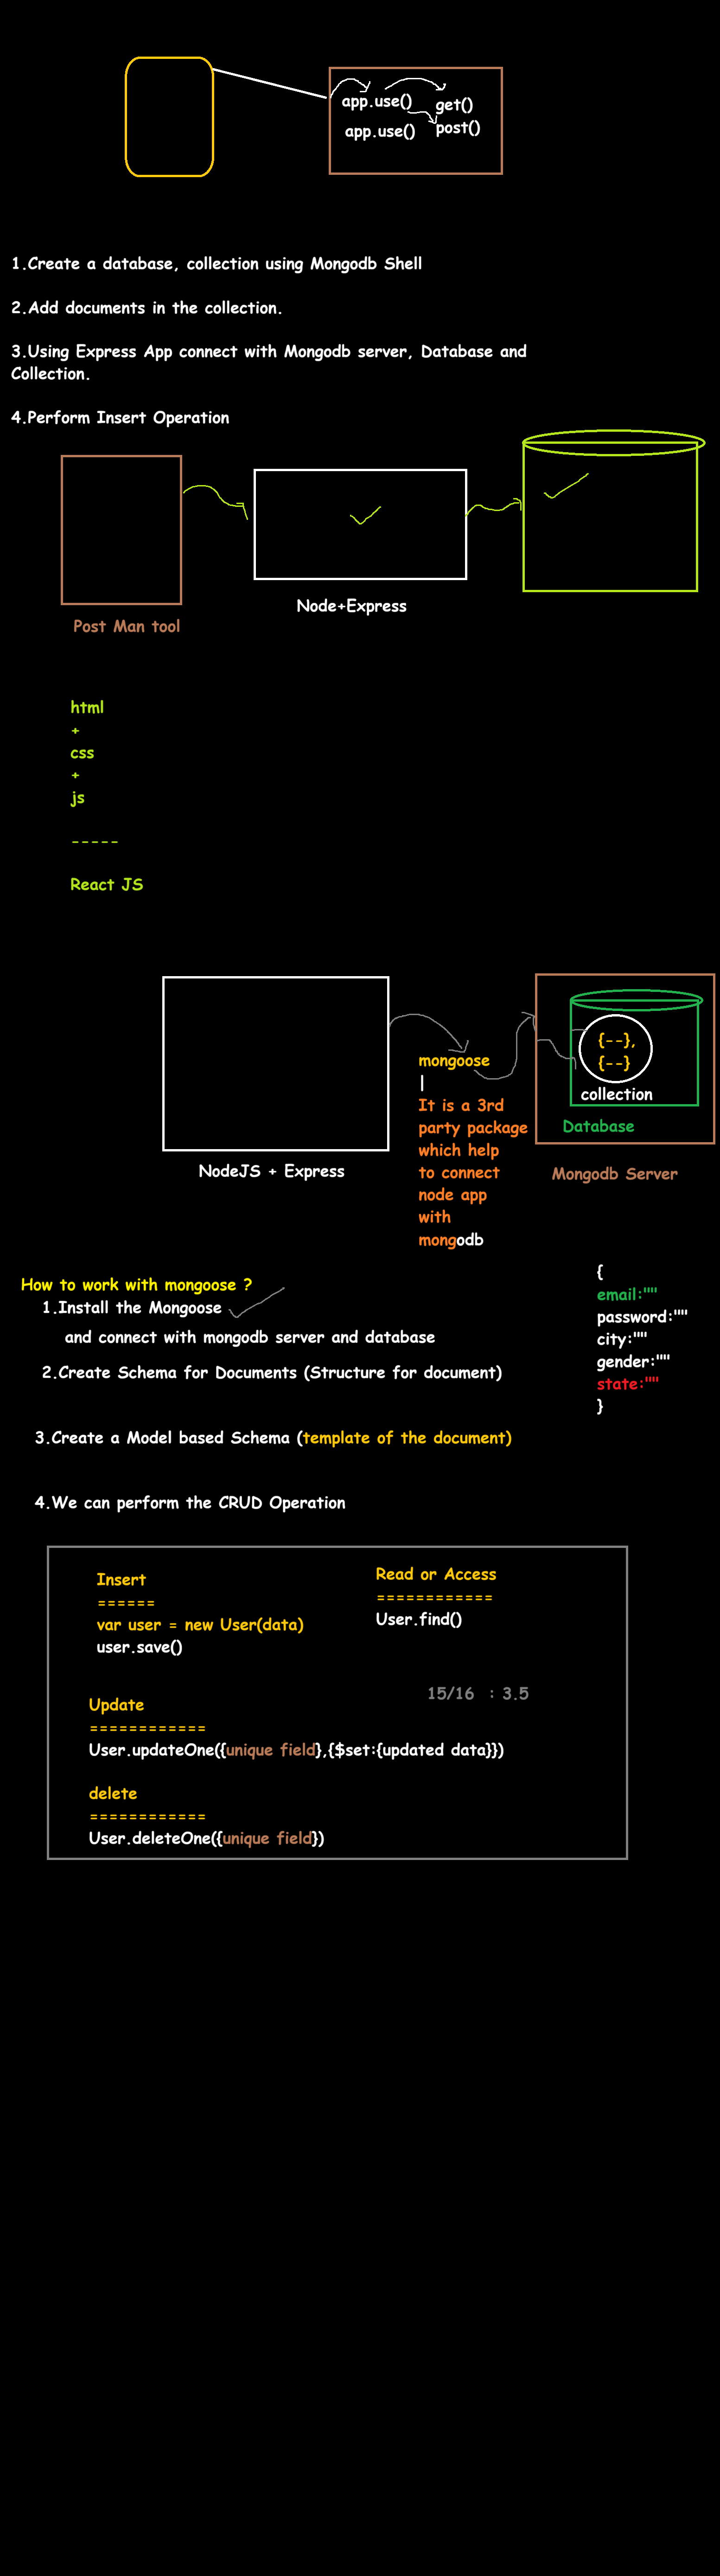 app.use()
get()
app.use()
post()
1.Create a database, collection using Mongodb Shell
2.Add documents in the collection.
3.Using Express App connect with Mongodb server, Database and
Collection.
4.Perform Insert Operation
Node+Express
Post Man tool
html
+
css
+
js
-----
React JS
mongoose
|
It is a 3rd
party package
which help
to connect
node app
with
mongodb
{--},
{--}
collection
Database
Mongodb Server
NodeJS + Express
How to work with mongoose ?
1.Install the Mongoose
and connect with mongodb server and database
2.Create Schema for Documents (Structure for document)
3.Create a Model based Schema (template of the document)
4.We can perform the CRUD Operation
{
email:""
password:""
city:""
gender:""
state:""
}
Insert
======
var user = new User(data)
user.save()
Read or Access
============
User.find()
15/16 : 3.5
Update
============
User.updateOne({unique field},{$set:{updated data}})
delete
============
User.deleteOne({unique field})